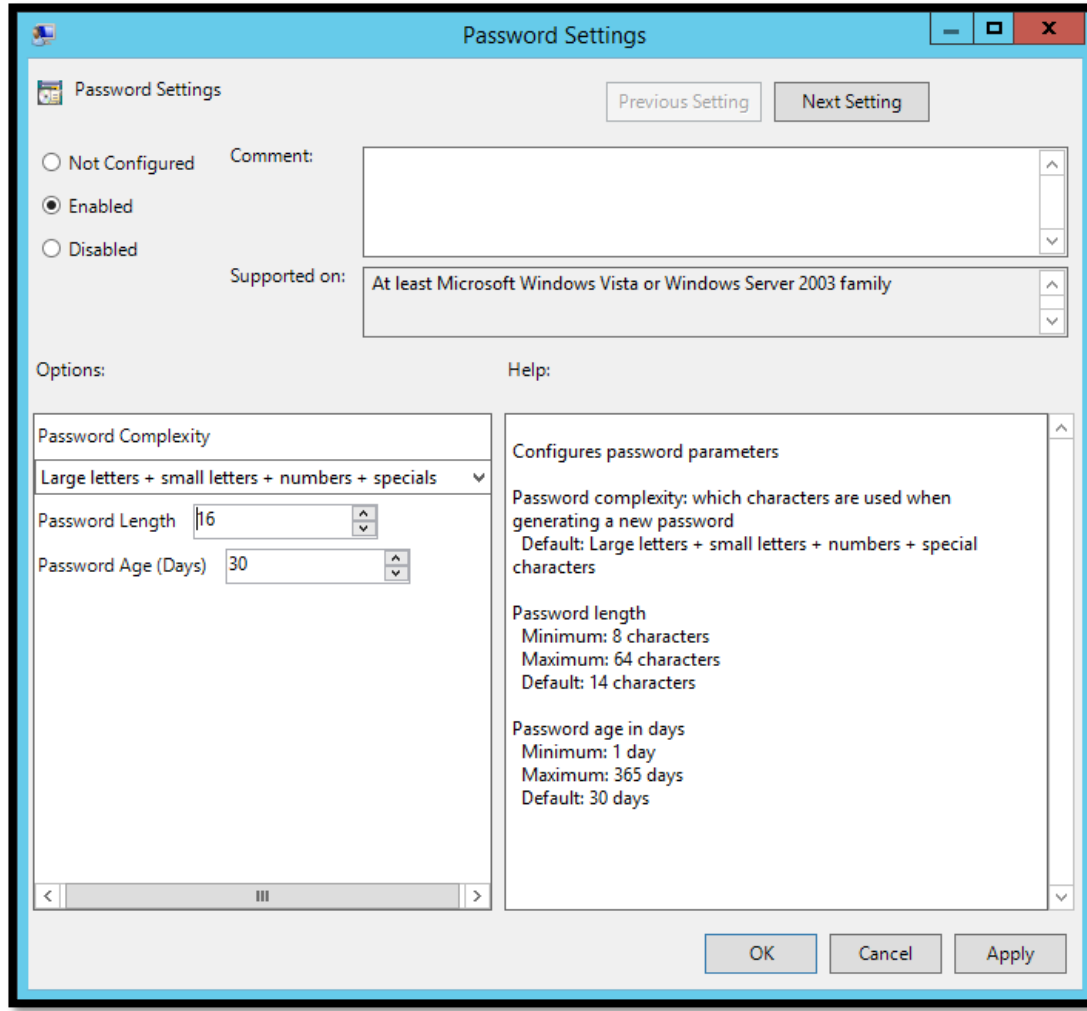 Password Settings
Password Settings
Previous Setting
Next Setting
Not Configured
Comment:
Enabled
Disabled
Supported on:
At least Microsoft Windows Vista or Windows Server 2003 family
Options:
Help:
Password Complexity
Large letters + small letters + numbers + specials
Password Length 16
Password Age (Days) 30
Configures password parameters
Password complexity: which characters are used when
generating a new password
Default: Large letters + small letters + numbers + special
characters
Password length
Minimum: 8 characters
Maximum: 64 characters
Default: 14 characters
Password age in days
Minimum: 1 day
Maximum: 365 days
Default: 30 days
OK
Cancel
Apply